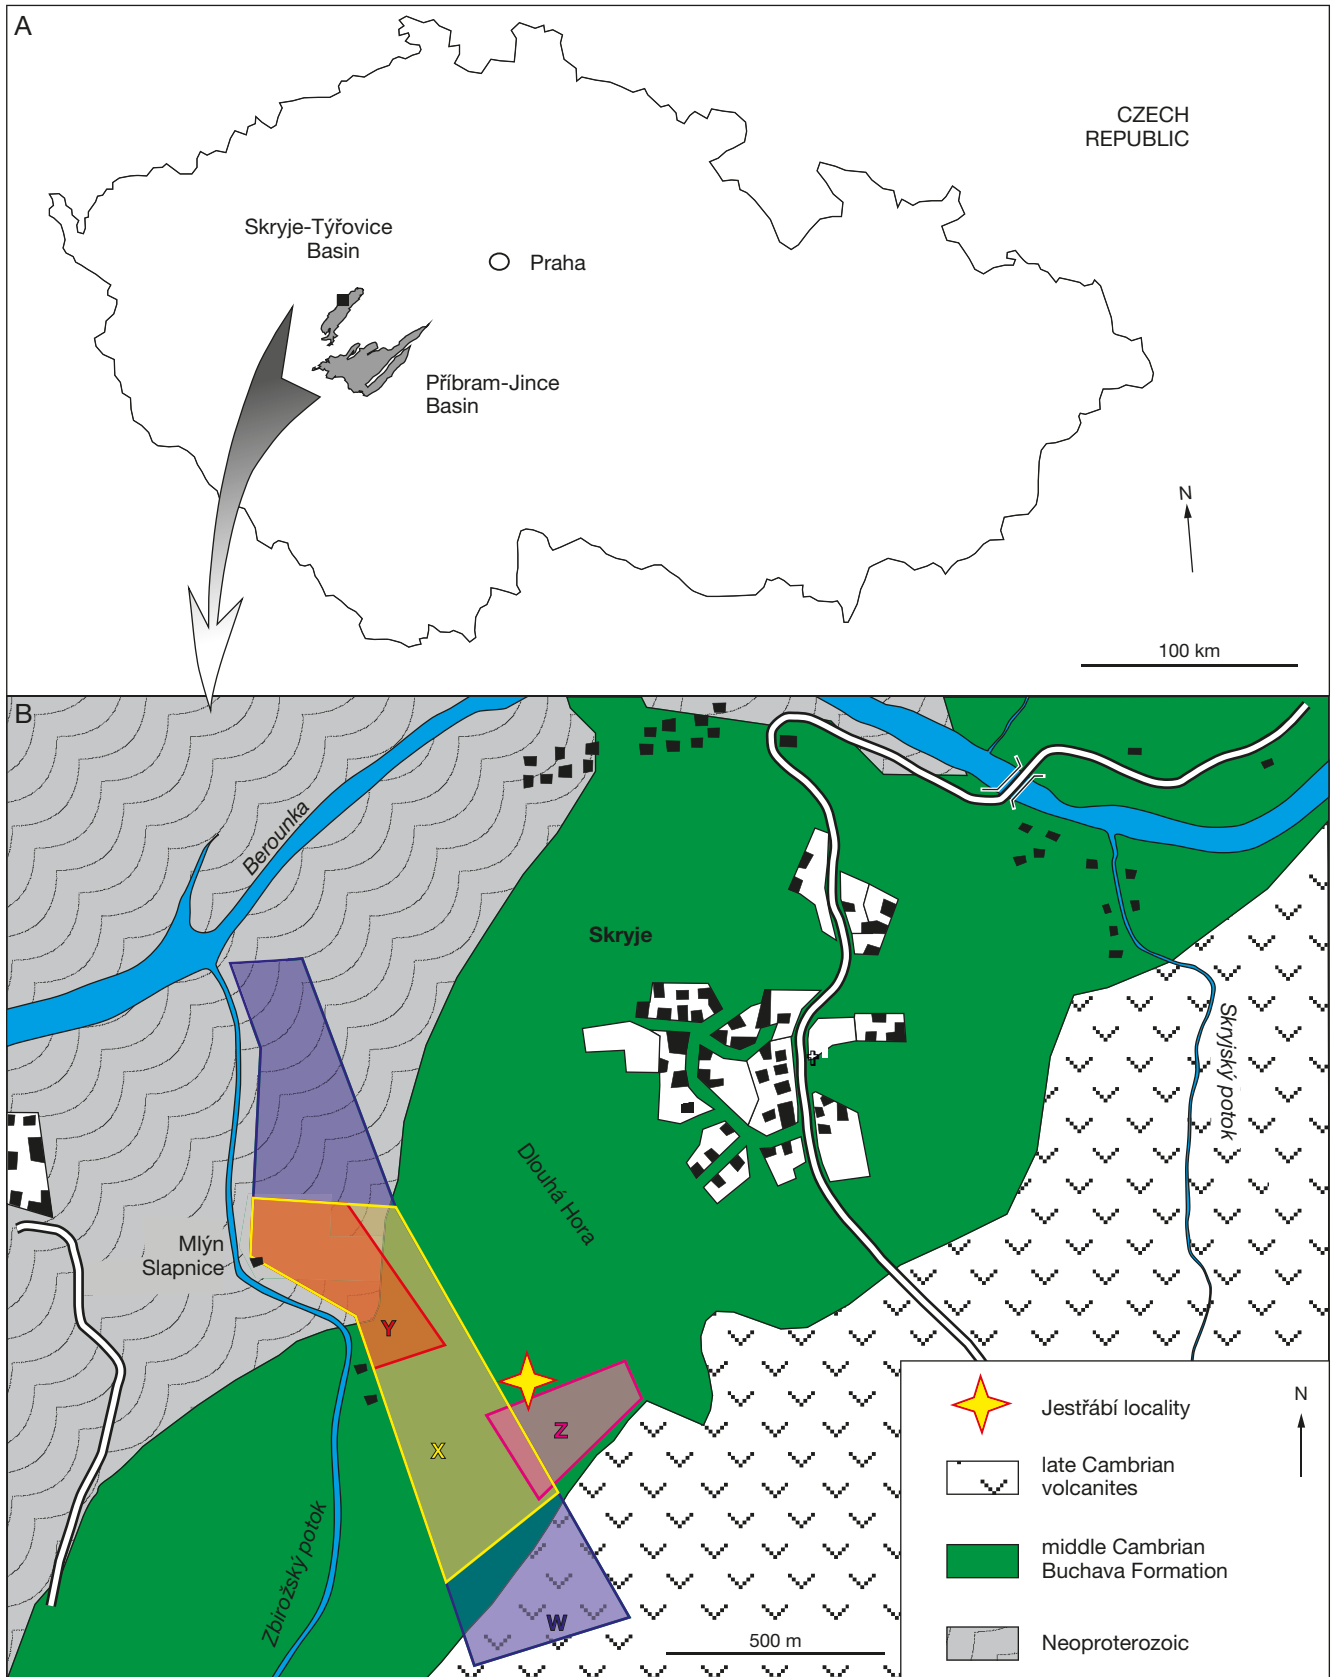 A
CZECH
REPUBLIC
Skryje-Týřovice
Basin
Praha
Příbram-Jince
Basin
N
100 km
B
Berounka
Skryje
Skryjský potok
Dlouhá Hora
Mlýn
Slapnice
Y
X
Z
W
Zbirožský potok
500 m
N
Jestřábí locality
late Cambrian
volcanites
middle Cambrian
Buchava Formation
Neoproterozoic